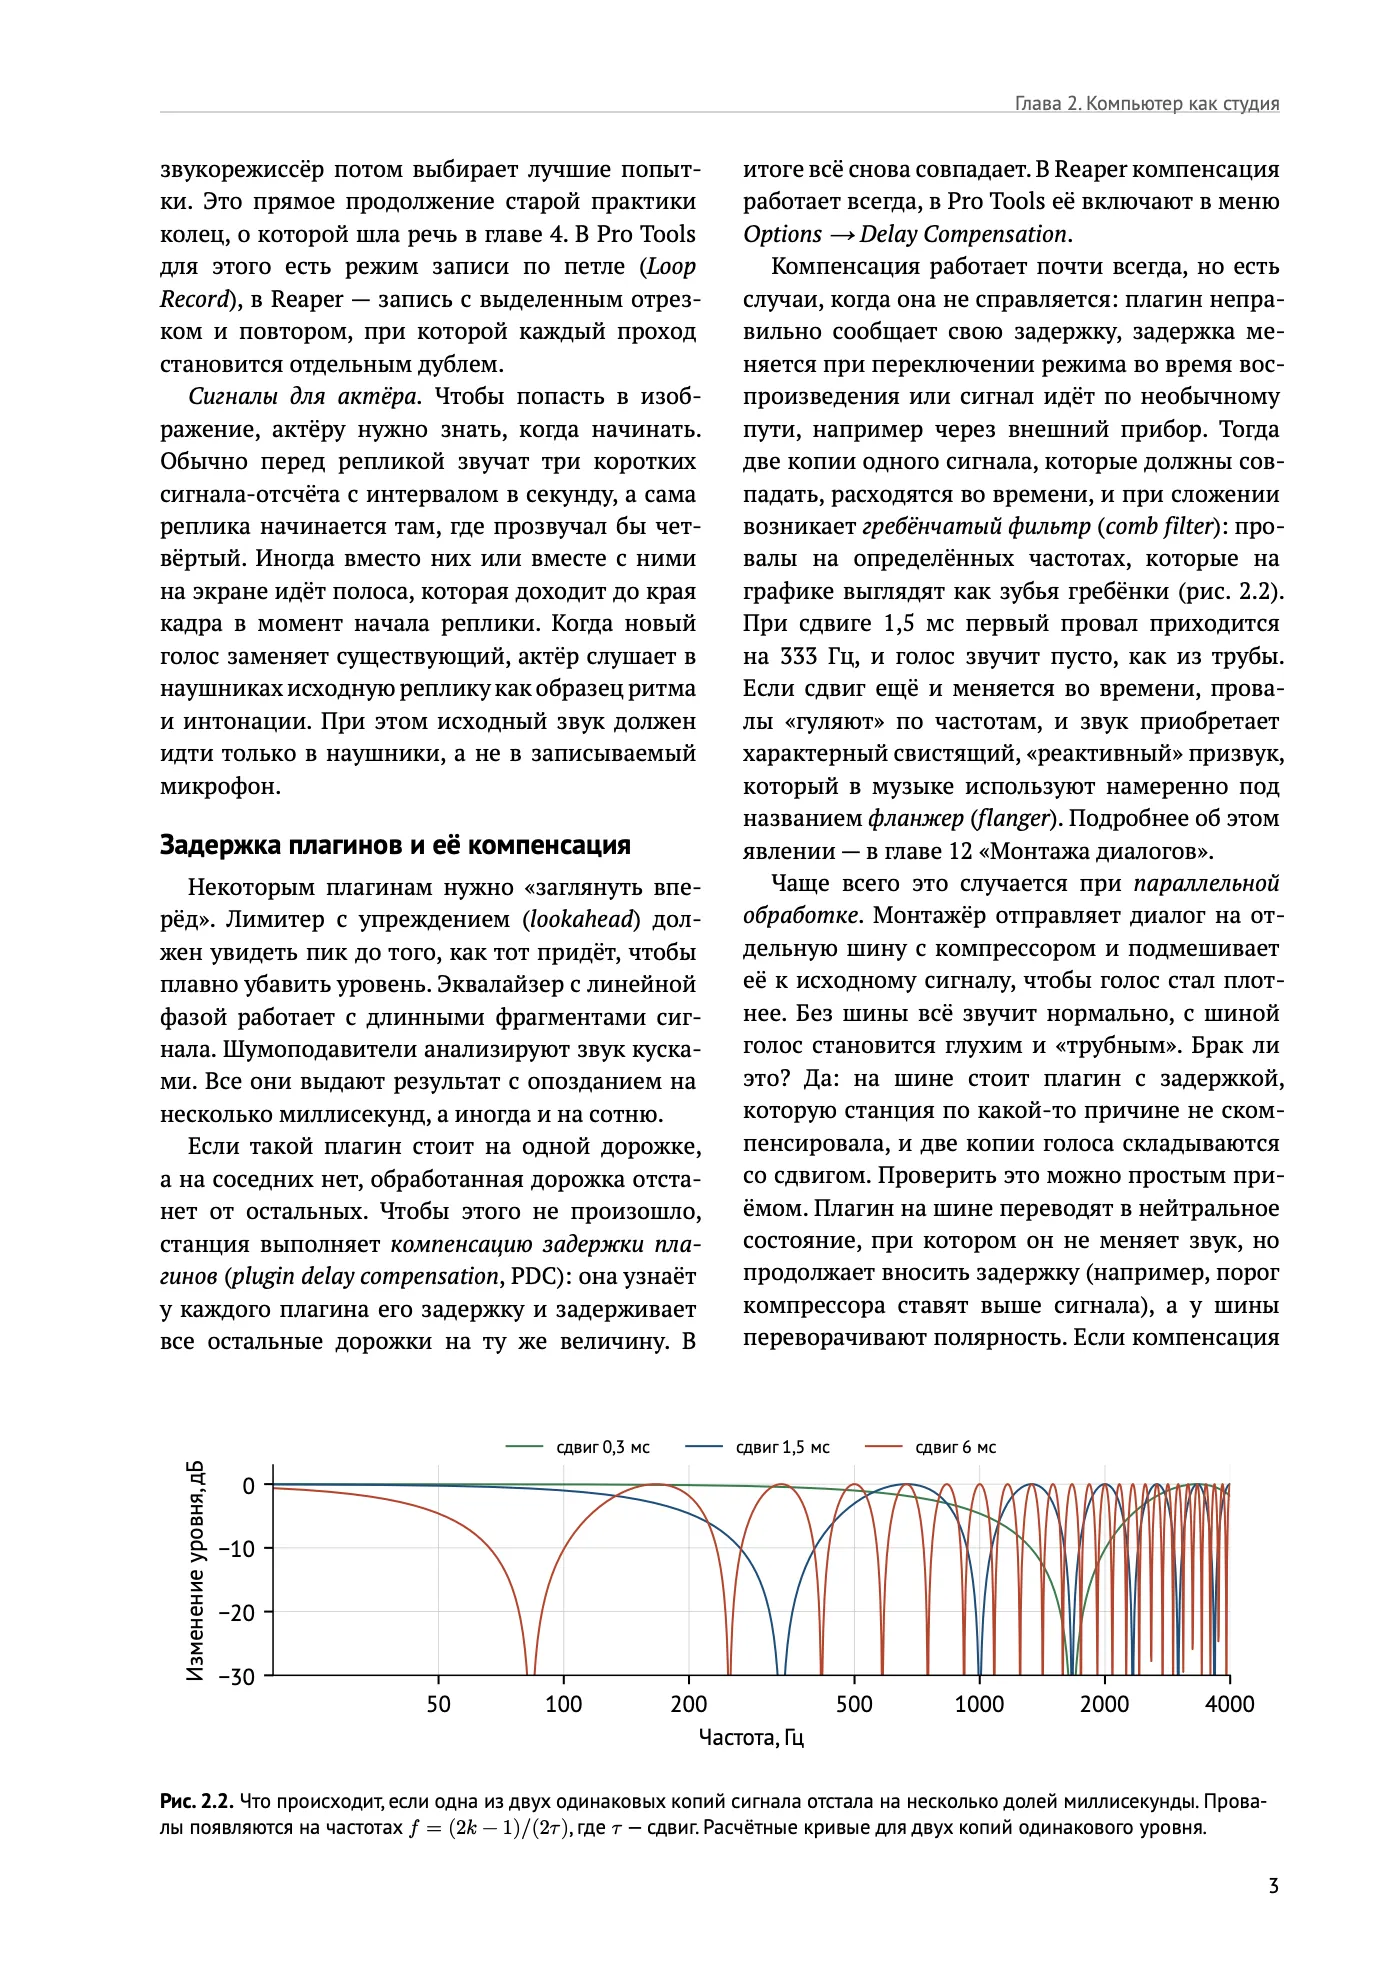 Глава 2. Компьютер как студия
звукорежиссёр потом выбирает лучшие попыт-
ки. Это прямое продолжение старой практики
колец, о которой шла речь в главе 4. В Pro Tools
для этого есть режим записи по петле (Loop
Record), в Reaper — запись с выделенным отрез-
ком и повтором, при которой каждый проход
становится отдельным дублем.
Сигналы для актёра. Чтобы попасть в изоб-
ражение, актёру нужно знать, когда начинать.
Обычно перед репликой звучат три коротких
сигнала-отсчёта с интервалом в секунду, а сама
реплика начинается там, где прозвучал бы чет-
вёртый. Иногда вместо них или вместе с ними
на экране идёт полоса, которая доходит до края
кадра в момент начала реплики. Когда новый
голос заменяет существующий, актёр слушает в
наушниках исходную реплику как образец ритма
и интонации. При этом исходный звук должен
идти только в наушники, а не в записываемый
микрофон.
Задержка плагинов и её компенсация
Некоторым плагинам нужно «заглянуть впе-
рёд». Лимитер с упреждением (lookahead) дол-
жен увидеть пик до того, как тот придёт, чтобы
плавно убавить уровень. Эквалайзер с линейной
фазой работает с длинными фрагментами сиг-
нала. Шумоподавители анализируют звук куска-
ми. Все они выдают результат с опозданием на
несколько миллисекунд, а иногда и на сотню.
Если такой плагин стоит на одной дорожке,
а на соседних нет, обработанная дорожка отста-
нет от остальных. Чтобы этого не произошло,
станция выполняет компенсацию задержки пла-
гинов (plugin delay compensation, PDC): она узнаёт
у каждого плагина его задержку и задерживает
все остальные дорожки на ту же величину. В
итоге всё снова совпадает. В Reaper компенсация
работает всегда, в Pro Tools её включают в меню
Options → Delay Compensation.
Компенсация работает почти всегда, но есть
случаи, когда она не справляется: плагин непра-
вильно сообщает свою задержку, задержка ме-
няется при переключении режима во время вос-
произведения или сигнал идёт по необычному
пути, например через внешний прибор. Тогда
две копии одного сигнала, которые должны сов-
падать, расходятся во времени, и при сложении
возникает гребёнчатый фильтр (comb filter): про-
валы на определённых частотах, которые на
графике выглядят как зубья гребёнки (рис. 2.2).
При сдвиге 1,5 мс первый провал приходится
на 333 Гц, и голос звучит пусто, как из трубы.
Если сдвиг ещё и меняется во времени, прова-
лы «гуляют» по частотам, и звук приобретает
характерный свистящий, «реактивный» призвук,
который в музыке используют намеренно под
названием фланжер (flanger). Подробнее об этом
явлении — в главе 12 «Монтажа диалогов».
Чаще всего это случается при параллельной
обработке. Монтажёр отправляет диалог на от-
дельную шину с компрессором и подмешивает
её к исходному сигналу, чтобы голос стал плот-
нее. Без шины всё звучит нормально, с шиной
голос становится глухим и «трубным». Брак ли
это? Да: на шине стоит плагин с задержкой,
которую станция по какой-то причине не ском-
пенсировала, и две копии голоса складываются
со сдвигом. Проверить это можно простым при-
ёмом. Плагин на шине переводят в нейтральное
состояние, при котором он не меняет звук, но
продолжает вносить задержку (например, порог
компрессора ставят выше сигнала), а у шины
переворачивают полярность. Если компенсация
сдвиг 0,3 мс сдвиг 1,5 мс сдвиг 6 мс
Изменение уровня, дБ
0
−10
−20
−30
50 100 200 500 1000 2000 4000
Частота, Гц
Рис. 2.2. Что происходит, если одна из двух одинаковых копий сигнала отстала на несколько долей миллисекунды. Прова-
лы появляются на частотах f = (2k − 1)/(2τ), где τ — сдвиг. Расчётные кривые для двух копий одинакового уровня.
3